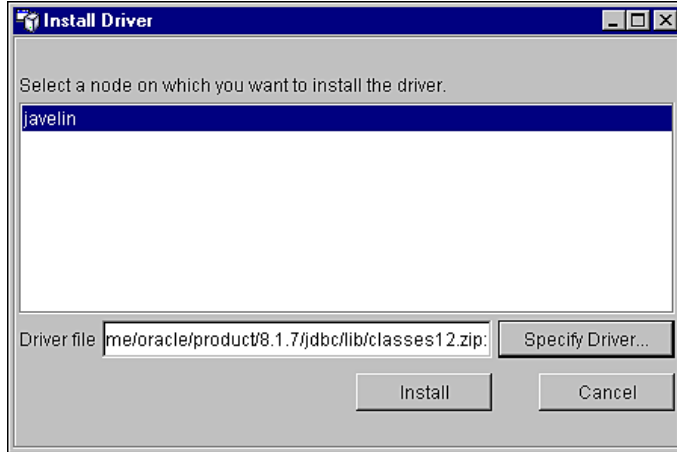 Install Driver
Select a node on which you want to install the driver.
javelin
Driver file me/oracle/product/8.1.7/jdbc/lib/classes12.zip: Specify Driver...
Install Cancel